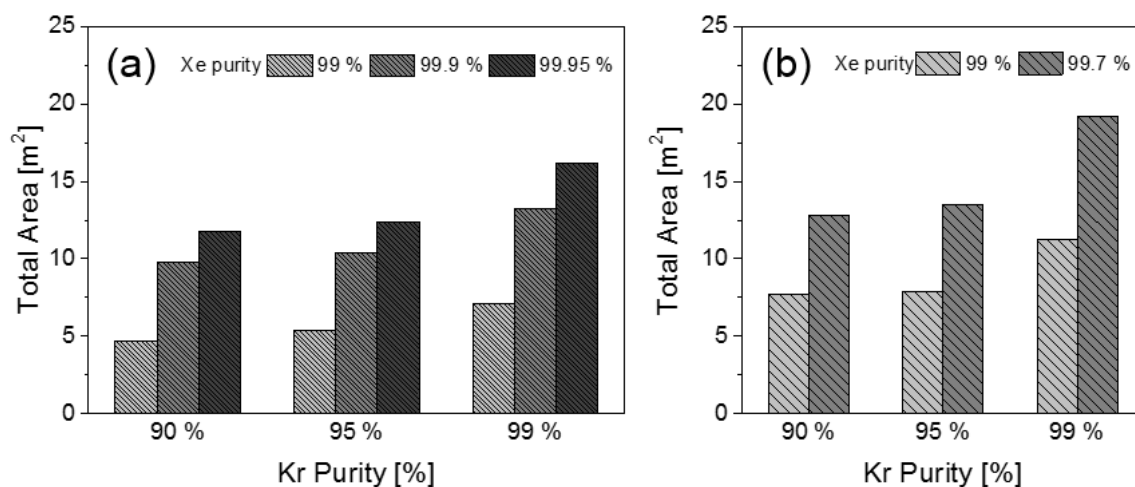 (a)
Xe purity 99 % 99.9 % 99.95 %
Total Area [m²]
25
20
15
10
5
0
90 % 95 % 99 %
Kr Purity [%]
(b)
Xe purity 99 % 99.7 %
Total Area [m²]
25
20
15
10
5
0
90 % 95 % 99 %
Kr Purity [%]